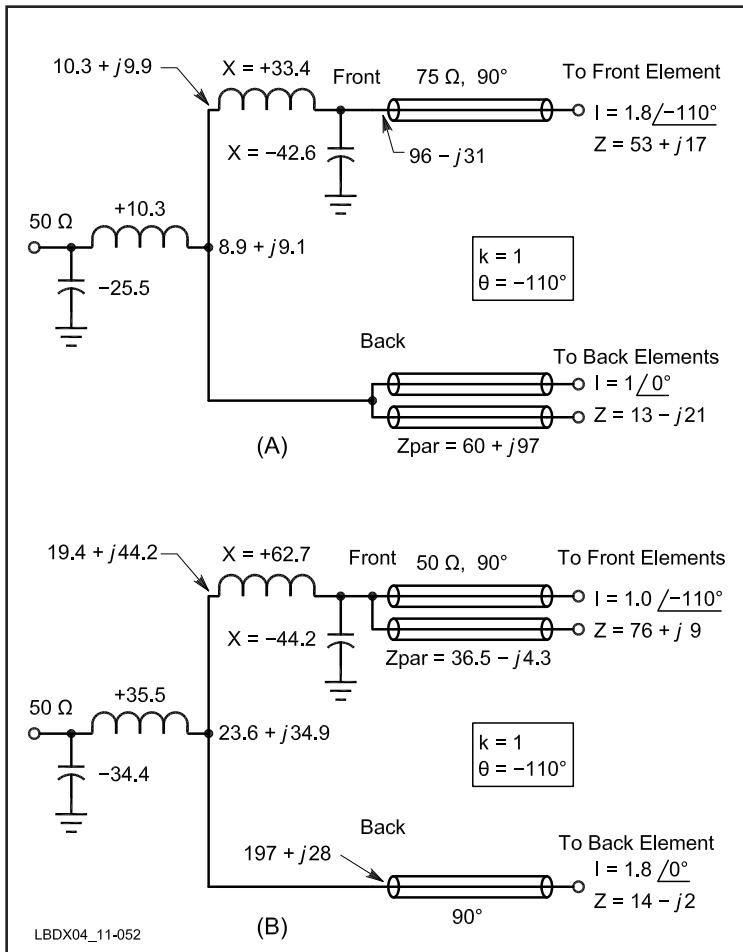 10.3 + j9.9
X = +33.4
Front
75 Ω, 90°
To Front Element
I = 1.8/−110°
Z = 53 + j17
X = −42.6
96 − j31
50 Ω
+10.3
8.9 + j9.1
−25.5
k = 1
θ = −110°
Back
To Back Elements
I = 1/0°
Z = 13 − j21
Zpar = 60 + j97
(A)
19.4 + j44.2
X = +62.7
Front
50 Ω, 90°
To Front Elements
I = 1.0 /−110°
Z = 76 + j 9
X = −44.2
Zpar = 36.5 − j4.3
50 Ω
+35.5
23.6 + j34.9
−34.4
k = 1
θ = −110°
Back
197 + j28
To Back Element
I = 1.8 /0°
Z = 14 − j2
90°
LBDX04_11-052
(B)